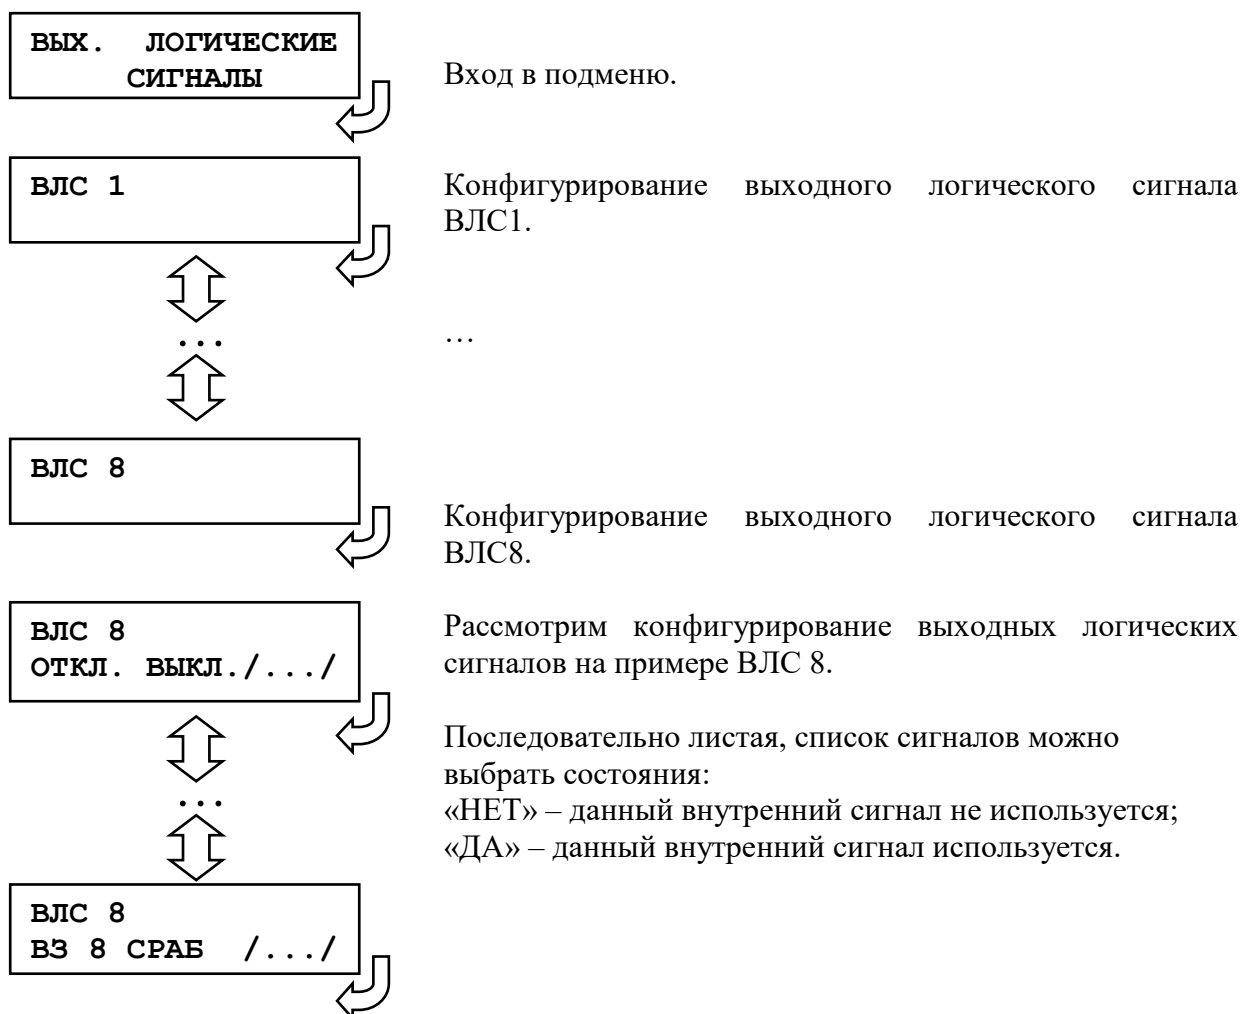 ВЫХ. ЛОГИЧЕСКИЕ
СИГНАЛЫ
Вход в подменю.
ВЛС 1
Конфигурирование выходного логического сигнала
ВЛС1.
...
…
ВЛС 8
Конфигурирование выходного логического сигнала
ВЛС8.
ВЛС 8
ОТКЛ. ВЫКЛ./.../
Рассмотрим конфигурирование выходных логических
сигналов на примере ВЛС 8.
...
Последовательно листая, список сигналов можно
выбрать состояния:
«НЕТ» – данный внутренний сигнал не используется;
«ДА» – данный внутренний сигнал используется.
ВЛС 8
ВЗ 8 СРАБ /.../